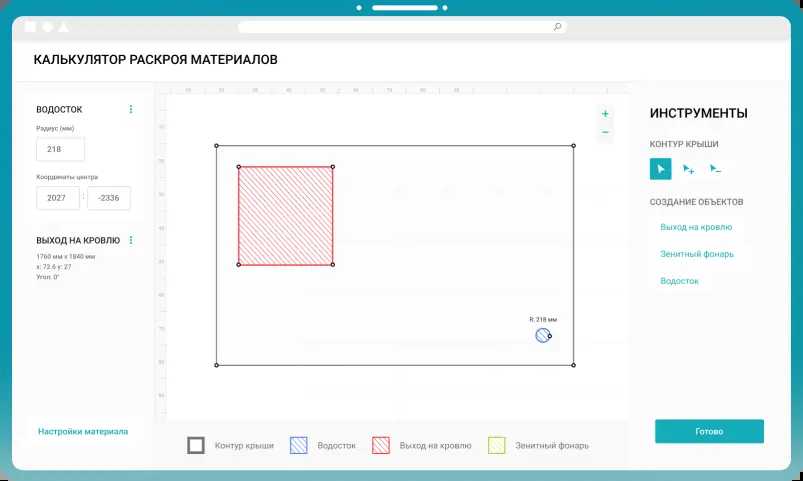 КАЛЬКУЛЯТОР РАСКРОЯ МАТЕРИАЛОВ
ВОДОСТОК
Радиус (мм)
218
Координаты центра
2027 : -2336
ВЫХОД НА КРОВЛЮ
1760 мм x 1840 мм
x: 72.6 y: 27
Угол: 0°
Настройки материала
10 20 30 40 50 60 70 80 90
10
20
30
40
50
60
70
80
90
+
−
R: 218 мм
Контур крыши Водосток Выход на кровлю Зенитный фонарь
ИНСТРУМЕНТЫ
КОНТУР КРЫШИ
СОЗДАНИЕ ОБЪЕКТОВ
Выход на кровлю
Зенитный фонарь
Водосток
Готово